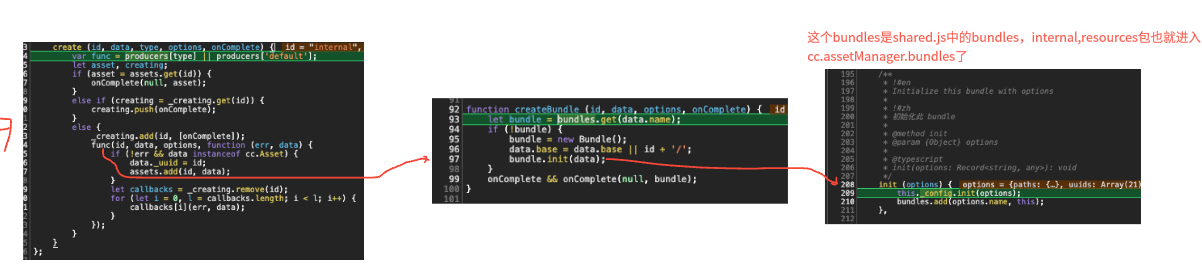 这个bundles是shared.js中的bundles，internal,resources包也就进入
cc.assetManager.bundles了
3 create (id, data, type, options, onComplete) { id = "internal",
4 var func = producers[type] || producers['default'];
5 let asset, creating;
6 if (asset = assets.get(id)) {
7 onComplete(null, asset);
8 }
9 else if (creating = _creating.get(id)) {
0 creating.push(onComplete);
1 }
2 else {
3 _creating.add(id, [onComplete]);
4 func(id, data, options, function (err, data) {
5 if (!err && data instanceof cc.Asset) {
6 data._uuid = id;
7 assets.add(id, data);
8 }
9 let callbacks = _creating.remove(id);
0 for (let i = 0, l = callbacks.length; i < l; i++) {
1 callbacks[i](err, data);
2 }
3 });
4 }
5 }
6 };
91
92 function createBundle (id, data, options, onComplete) { id
93 let bundle = bundles.get(data.name);
94 if (!bundle) {
95 bundle = new Bundle();
96 data.base = data.base || id + '/';
97 bundle.init(data);
98 }
99 onComplete && onComplete(null, bundle);
100 }
101
195 /**
196 * !#en
197 * Initialize this bundle with options
198 *
199 * !#zh
200 * 初始化此 bundle
201 *
202 * @method init
203 * @param {Object} options
204 *
205 * @typescript
206 * init(options: Record<string, any>): void
207 */
208 init (options) { options = {paths: {…}, uuids: Array(21)
209 this._config.init(options);
210 bundles.add(options.name, this);
211 },
212